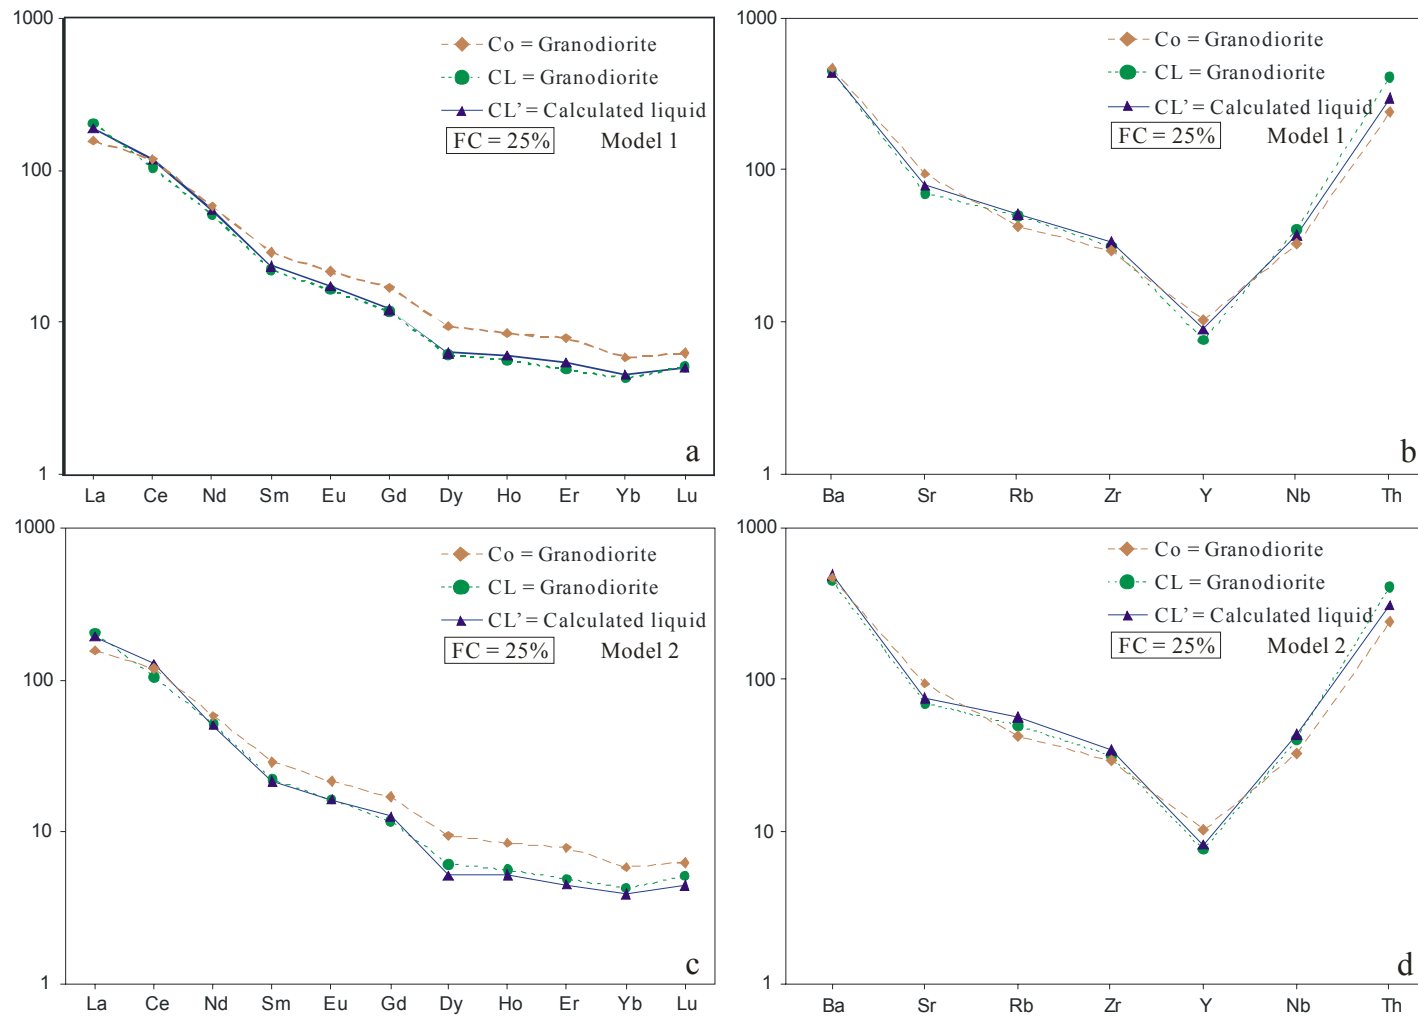 1000
100
10
1
Co = Granodiorite
CL = Granodiorite
CL’ = Calculated liquid
FC = 25% Model 1
a
La Ce Nd Sm Eu Gd Dy Ho Er Yb Lu
1000
100
10
1
Co = Granodiorite
CL = Granodiorite
CL’ = Calculated liquid
FC = 25% Model 1
b
Ba Sr Rb Zr Y Nb Th
1000
100
10
1
Co = Granodiorite
CL = Granodiorite
CL’ = Calculated liquid
FC = 25% Model 2
c
La Ce Nd Sm Eu Gd Dy Ho Er Yb Lu
1000
100
10
1
Co = Granodiorite
CL = Granodiorite
CL’ = Calculated liquid
FC = 25% Model 2
d
Ba Sr Rb Zr Y Nb Th